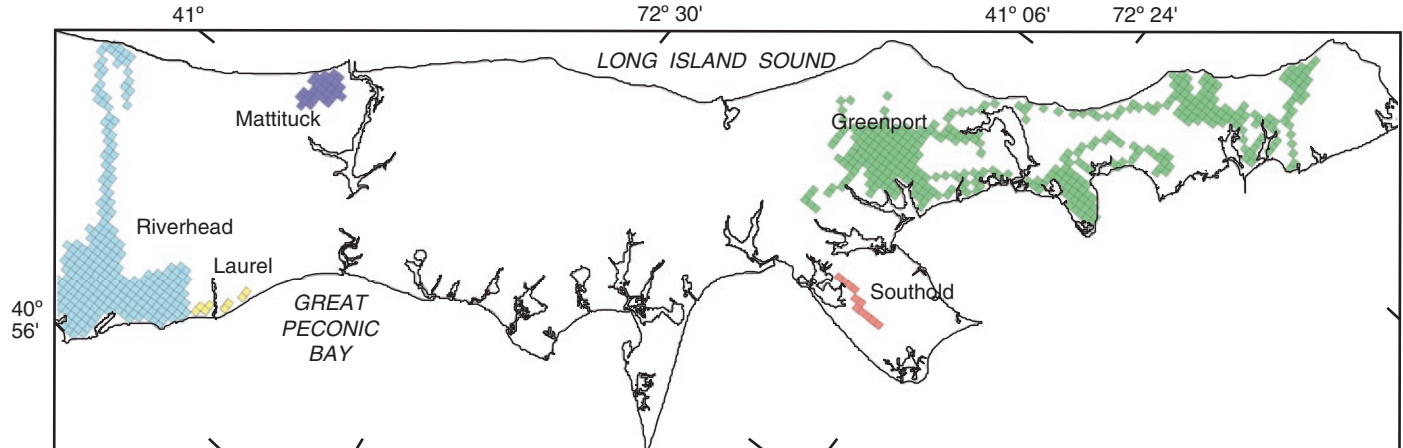 41°
72° 30'
41° 06'
72° 24'
LONG ISLAND SOUND
Mattituck
Greenport
Riverhead
Laurel
Southold
GREAT
PECONIC
BAY
40°
56'